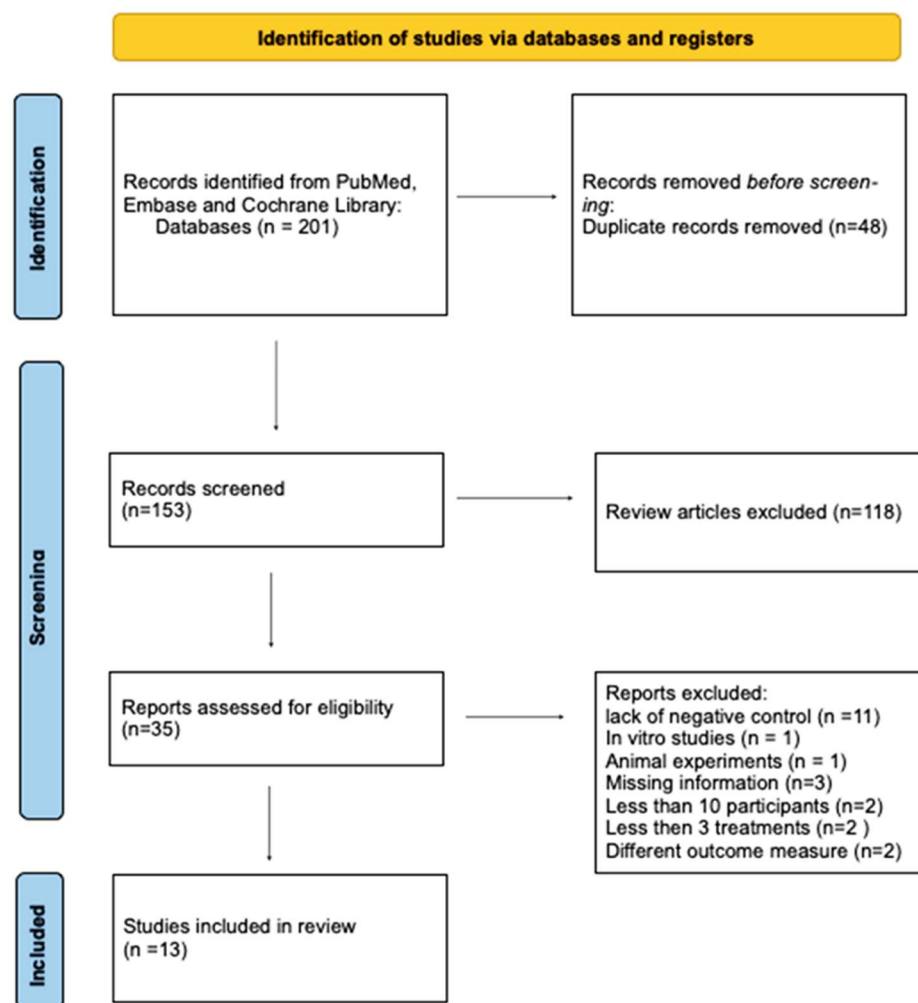 Identification of studies via databases and registers
Identification
Records identified from PubMed,
Embase and Cochrane Library:
Databases (n = 201)
Records removed before screen-
ing:
Duplicate records removed (n=48)
Screening
Records screened
(n=153)
Review articles excluded (n=118)
Reports assessed for eligibility
(n=35)
Reports excluded:
lack of negative control (n =11)
In vitro studies (n = 1)
Animal experiments (n = 1)
Missing information (n=3)
Less than 10 participants (n=2)
Less then 3 treatments (n=2 )
Different outcome measure (n=2)
Included
Studies included in review
(n =13)